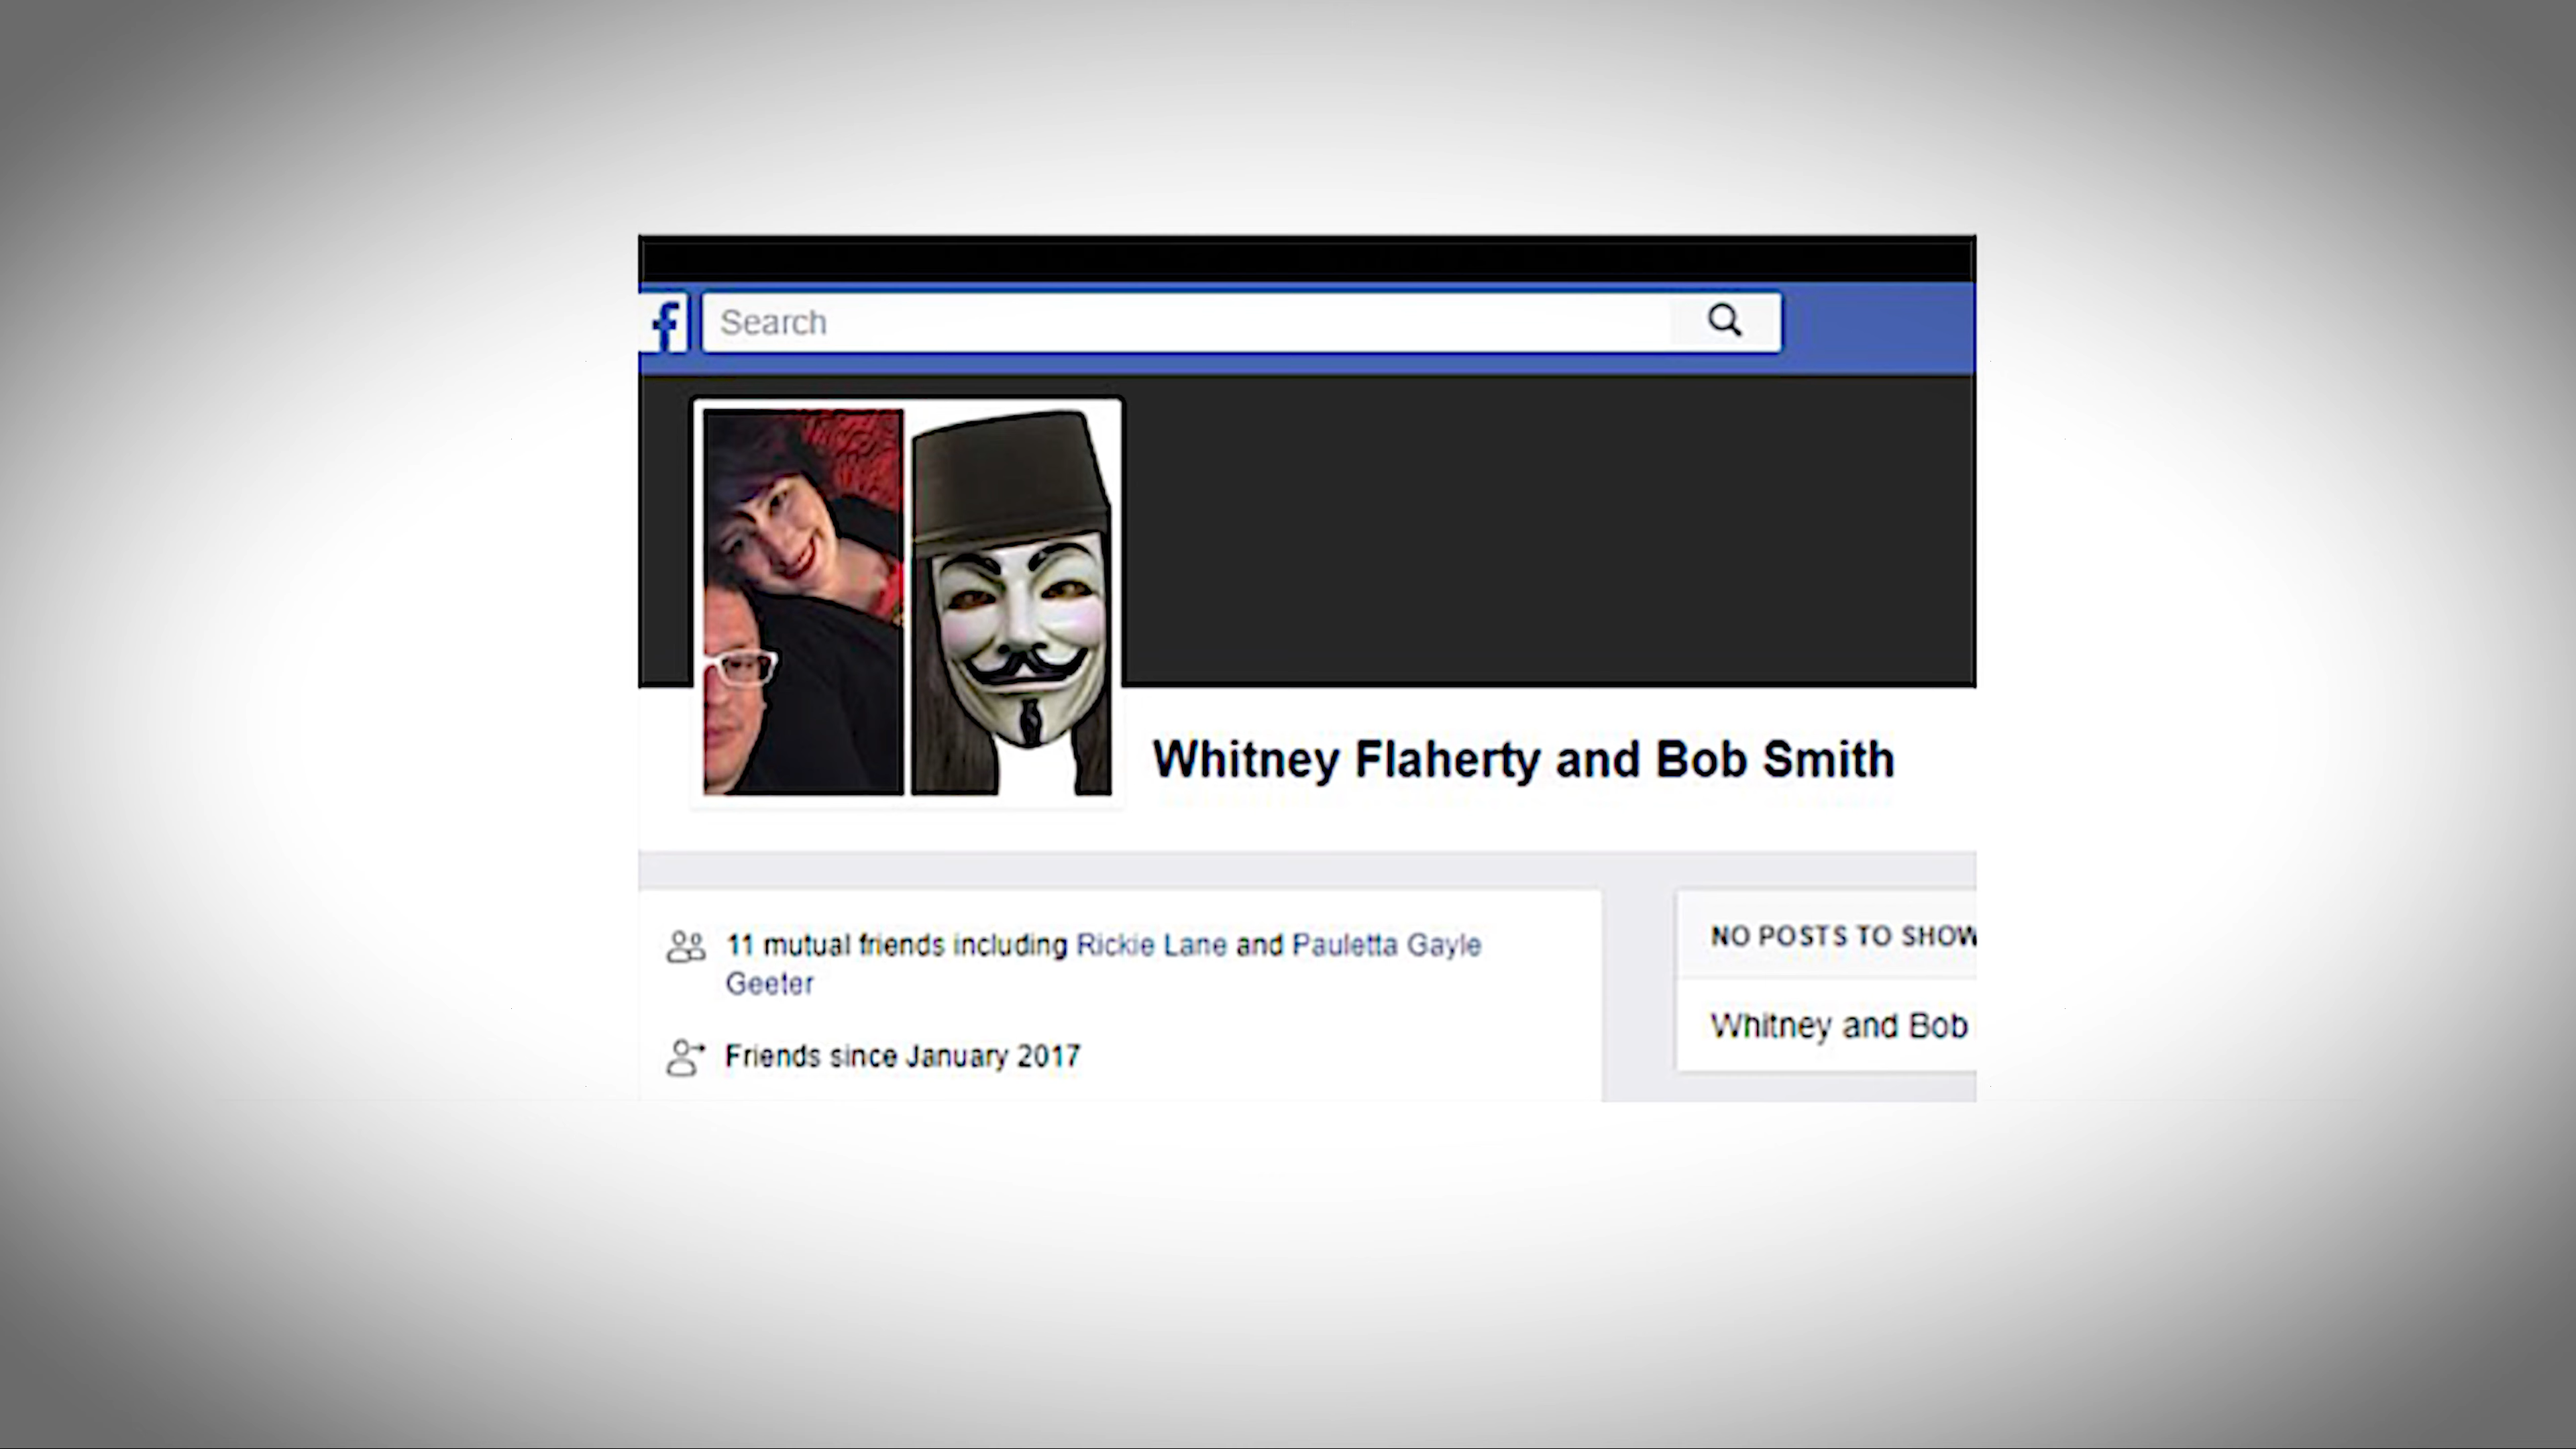 f Search
Whitney Flaherty and Bob Smith
11 mutual friends including Rickie Lane and Pauletta Gayle
Geeter
Friends since January 2017
NO POSTS TO SHOW
Whitney and Bob